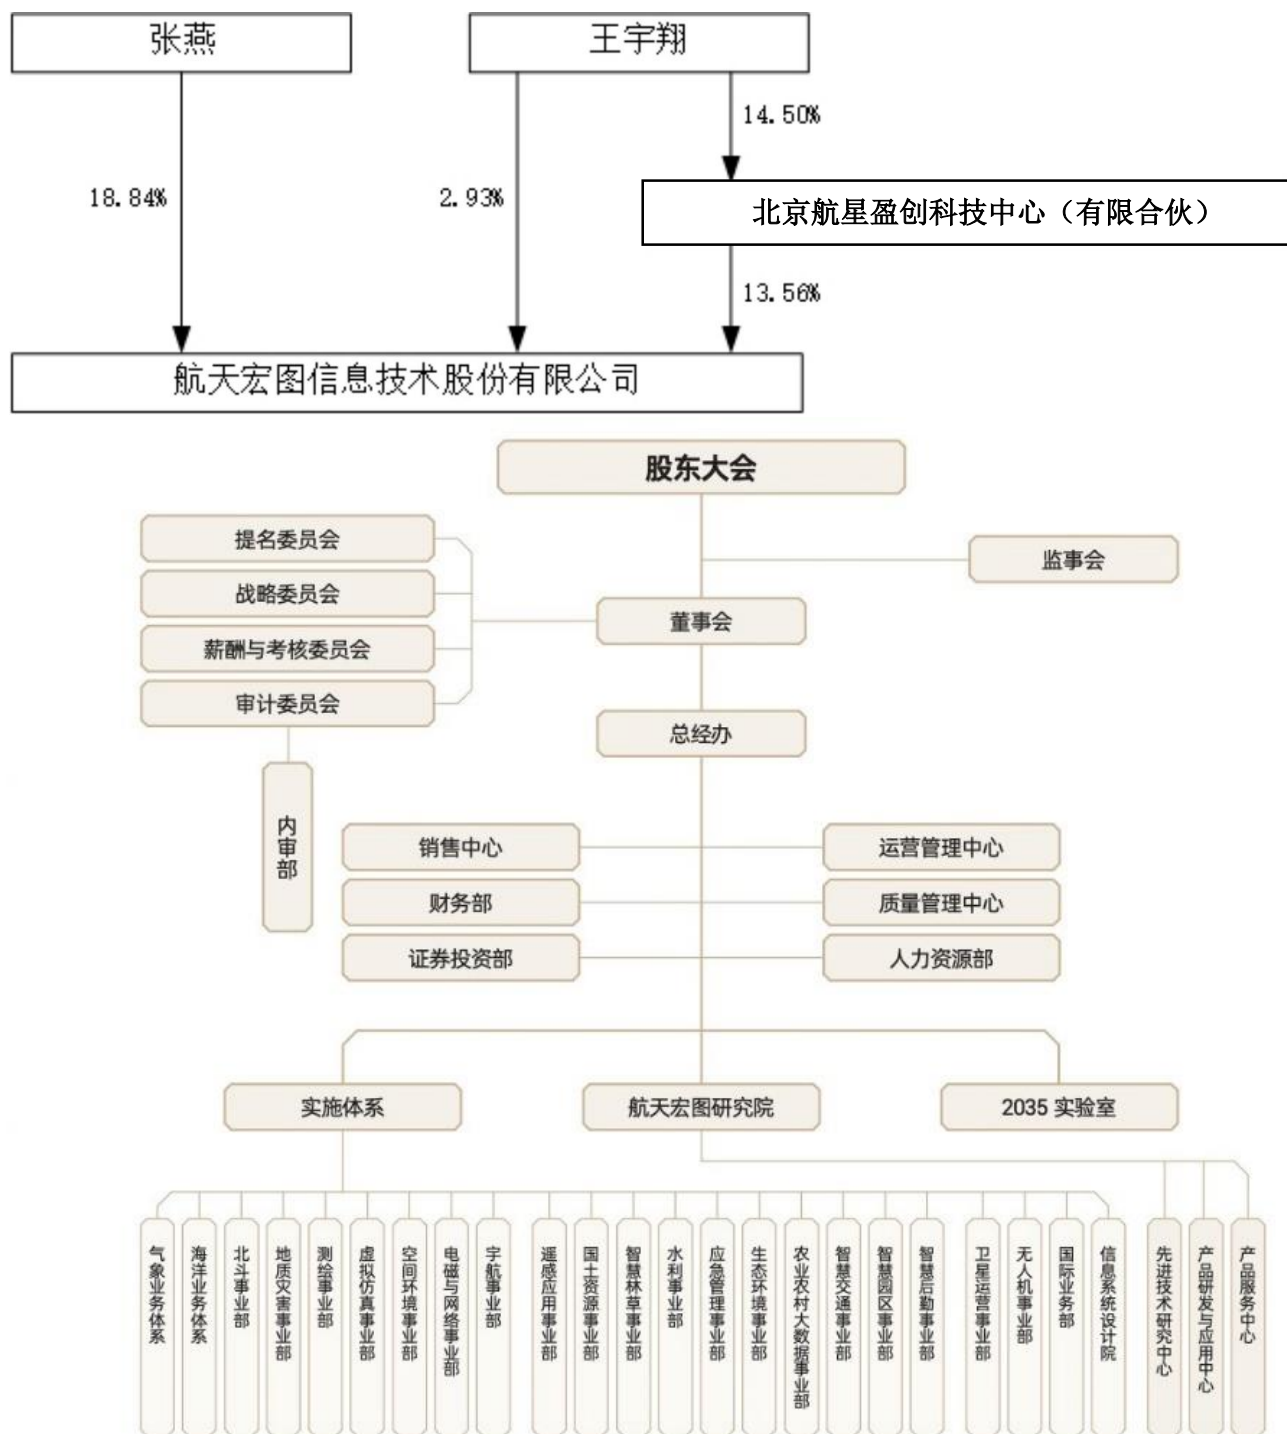 张燕
王宇翔
14.50%
18.84%
2.93%
北京航星盈创科技中心（有限合伙）
13.56%
航天宏图信息技术股份有限公司
股东大会
提名委员会
监事会
战略委员会
董事会
薪酬与考核委员会
审计委员会
总经办
内审部
销售中心
运营管理中心
财务部
质量管理中心
证券投资部
人力资源部
实施体系
航天宏图研究院
2035 实验室
气象业务体系
海洋业务体系
北斗事业部
地质灾害事业部
测绘事业部
虚拟仿真事业部
空间环境事业部
电磁与网络事业部
宇航事业部
遥感应用事业部
国土资源事业部
智慧林草事业部
水利事业部
应急管理事业部
生态环境事业部
农业农村大数据事业部
智慧交通事业部
智慧园区事业部
智慧后勤事业部
卫星运营事业部
无人机事业部
国际业务部
信息系统设计院
先进技术研究中心
产品研发与应用中心
产品服务中心